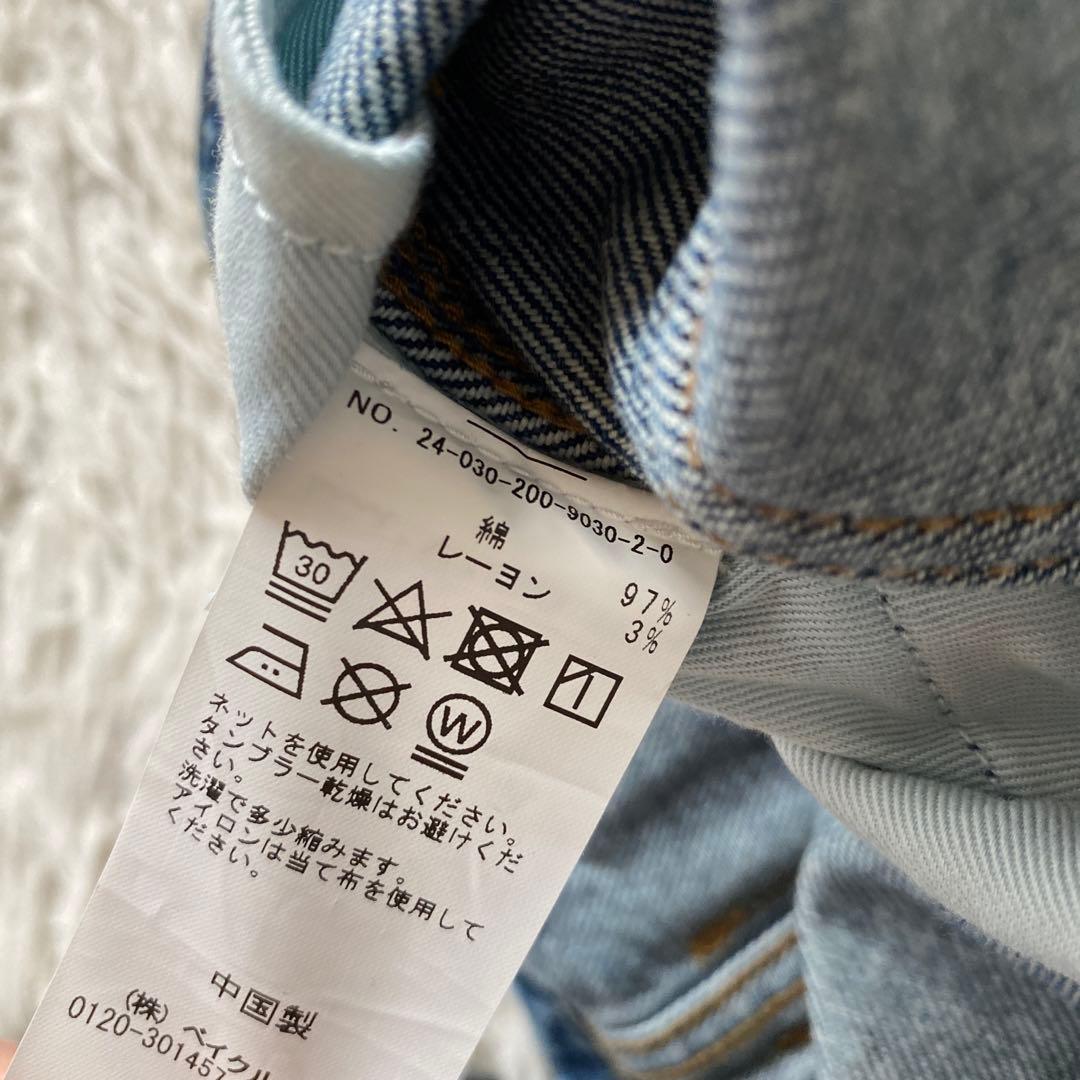 NO. 24-030-200-9030-2-0
綿 97%
レーヨン 3%
30
1
W
ネットを使用してください。
タンブラー乾燥はお避けくだ
さい。
洗濯で多少縮みます。
アイロンは当て布を使用して
ください。
中国製
(株) ベイクル
0120-301457